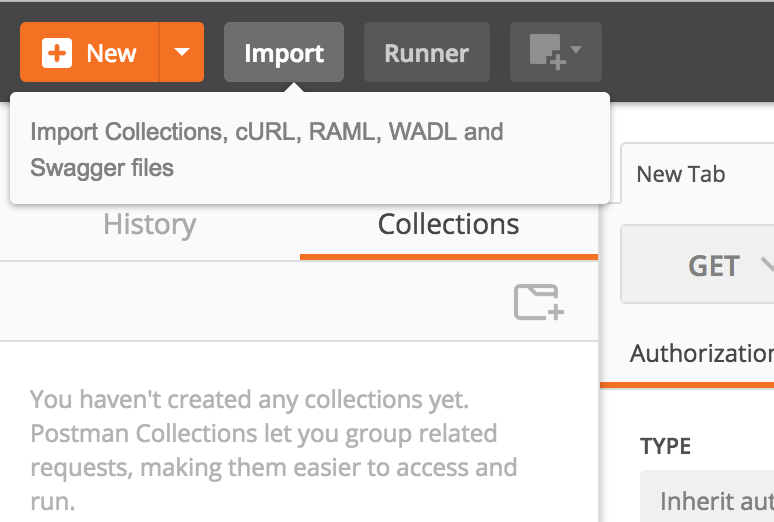 New
Import
Runner
Import Collections, cURL, RAML, WADL and
Swagger files
History
Collections
You haven't created any collections yet.
Postman Collections let you group related
requests, making them easier to access and
run.
New Tab
GET
Authorization
TYPE
Inherit aut